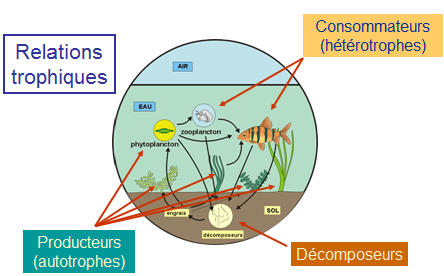 Relations
trophiques
Consommateurs
(hétérotrophes)
AIR
EAU
zooplancton
phytoplancton
engrais
SOL
décomposeurs
Producteurs
(autotrophes)
Décomposeurs